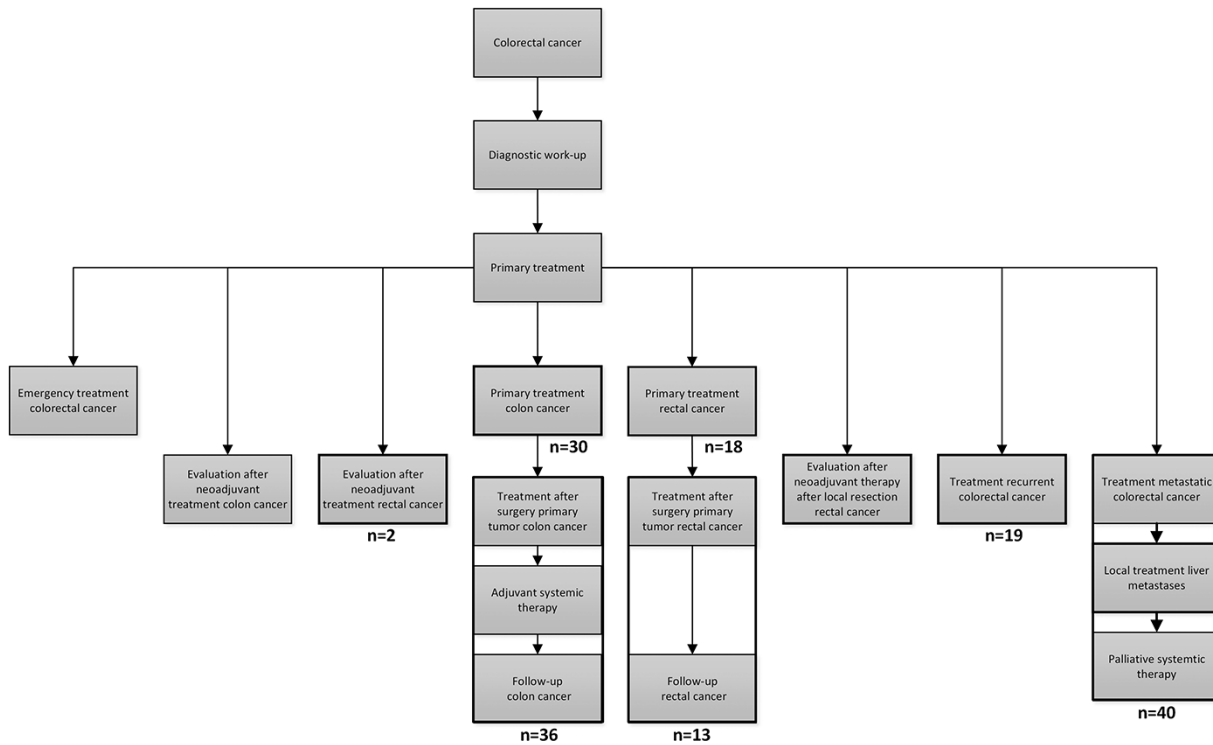 Colorectal cancer
Diagnostic work-up
Primary treatment
Emergency treatment
colorectal cancer
Primary treatment
colon cancer
n=30
Primary treatment
rectal cancer
n=18
Evaluation after
neoadjuvant
treatment colon cancer
Evaluation after
neoadjuvant
treatment rectal cancer
n=2
Treatment after
surgery primary
tumor colon cancer
Treatment after
surgery primary
tumor rectal cancer
Evaluation after
neoadjuvant therapy
after local resection
rectal cancer
Treatment recurrent
colorectal cancer
n=19
Treatment metastatic
colorectal cancer
Local treatment liver
metastases
Adjuvant systemic
therapy
Follow-up
colon cancer
n=36
Follow-up
rectal cancer
n=13
Palliative systemtic
therapy
n=40